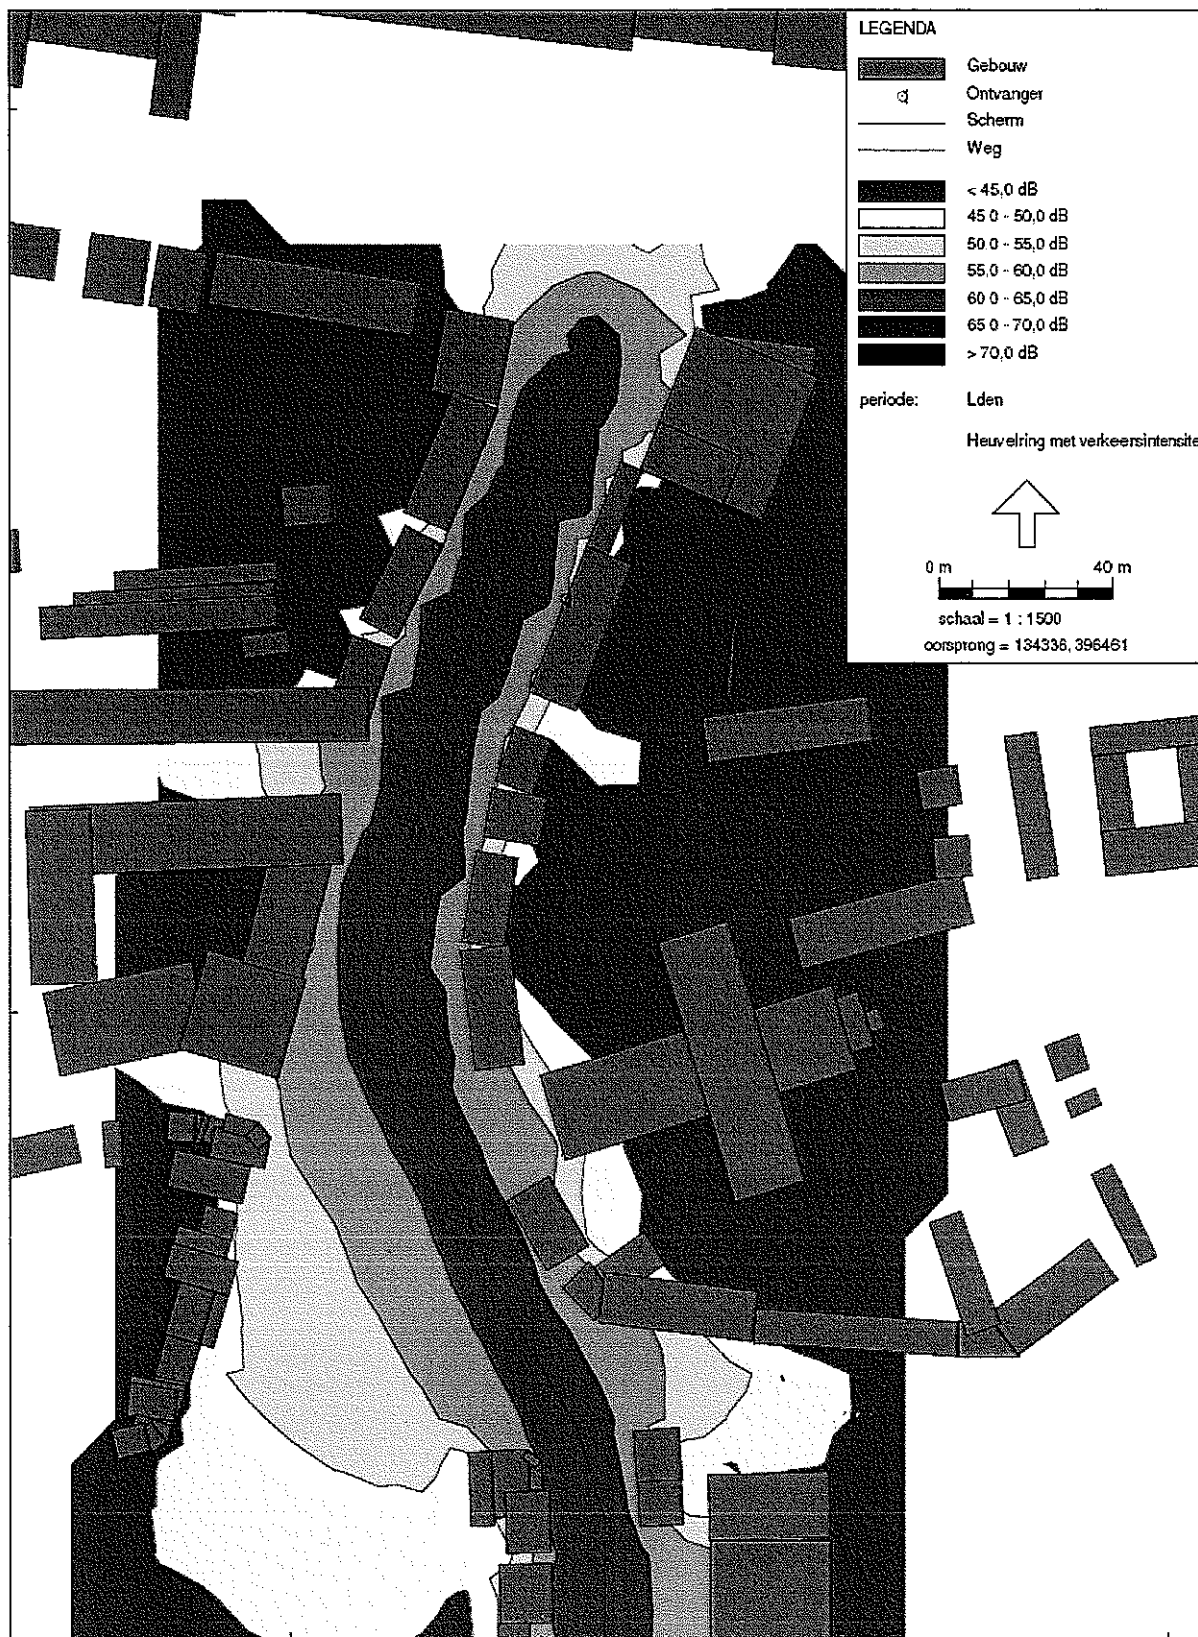 LEGENDA
Gebouw
Ontvanger
Scherm
Weg
< 45,0 dB
45 0 - 50,0 dB
50 0 - 55,0 dB
55,0 - 60,0 dB
60 0 - 65,0 dB
65 0 - 70,0 dB
> 70,0 dB
periode: Lden
Heuvelring met verkeersintensite
0 m 40 m
schaal = 1 : 1500
oorsprong = 134336, 396461